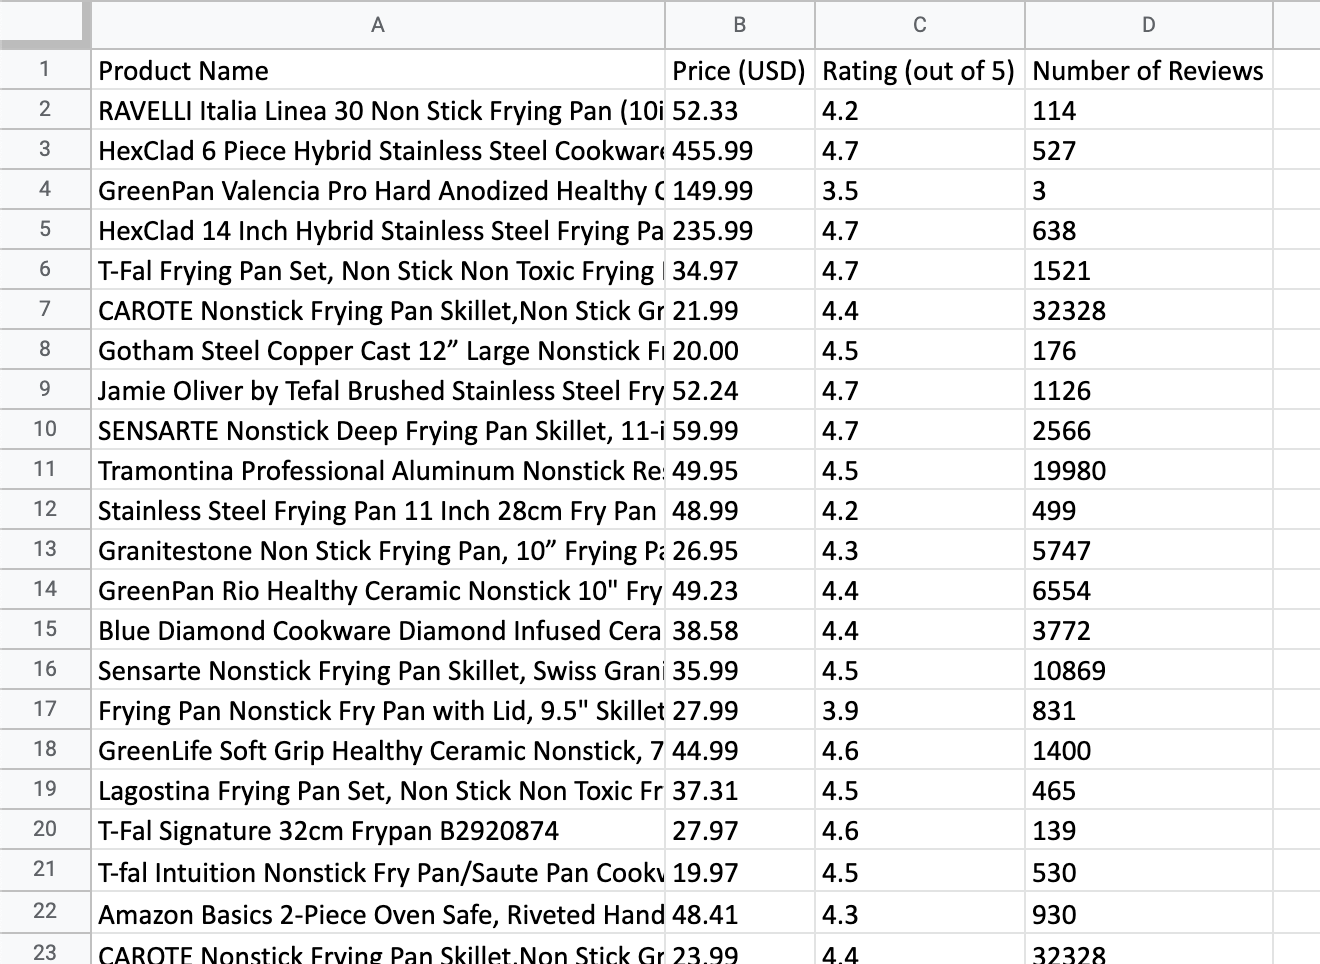 A B C D
1 Product Name Price (USD) Rating (out of 5) Number of Reviews
2 RAVELLI Italia Linea 30 Non Stick Frying Pan (10i 52.33 4.2 114
3 HexClad 6 Piece Hybrid Stainless Steel Cookware 455.99 4.7 527
4 GreenPan Valencia Pro Hard Anodized Healthy 149.99 3.5 3
5 HexClad 14 Inch Hybrid Stainless Steel Frying Pa 235.99 4.7 638
6 T-Fal Frying Pan Set, Non Stick Non Toxic Frying 34.97 4.7 1521
7 CAROTE Nonstick Frying Pan Skillet,Non Stick Gr 21.99 4.4 32328
8 Gotham Steel Copper Cast 12” Large Nonstick Fr 20.00 4.5 176
9 Jamie Oliver by Tefal Brushed Stainless Steel Fry 52.24 4.7 1126
10 SENSARTE Nonstick Deep Frying Pan Skillet, 11-i 59.99 4.7 2566
11 Tramontina Professional Aluminum Nonstick Res 49.95 4.5 19980
12 Stainless Steel Frying Pan 11 Inch 28cm Fry Pan 48.99 4.2 499
13 Granitestone Non Stick Frying Pan, 10” Frying Pa 26.95 4.3 5747
14 GreenPan Rio Healthy Ceramic Nonstick 10" Fry 49.23 4.4 6554
15 Blue Diamond Cookware Diamond Infused Cera 38.58 4.4 3772
16 Sensarte Nonstick Frying Pan Skillet, Swiss Grani 35.99 4.5 10869
17 Frying Pan Nonstick Fry Pan with Lid, 9.5" Skillet 27.99 3.9 831
18 GreenLife Soft Grip Healthy Ceramic Nonstick, 7 44.99 4.6 1400
19 Lagostina Frying Pan Set, Non Stick Non Toxic Fr 37.31 4.5 465
20 T-Fal Signature 32cm Frypan B2920874 27.97 4.6 139
21 T-fal Intuition Nonstick Fry Pan/Saute Pan Cookw 19.97 4.5 530
22 Amazon Basics 2-Piece Oven Safe, Riveted Hand 48.41 4.3 930
23 CAROTE Nonstick Frying Pan Skillet,Non Stick Gr 23.99 4.4 32328